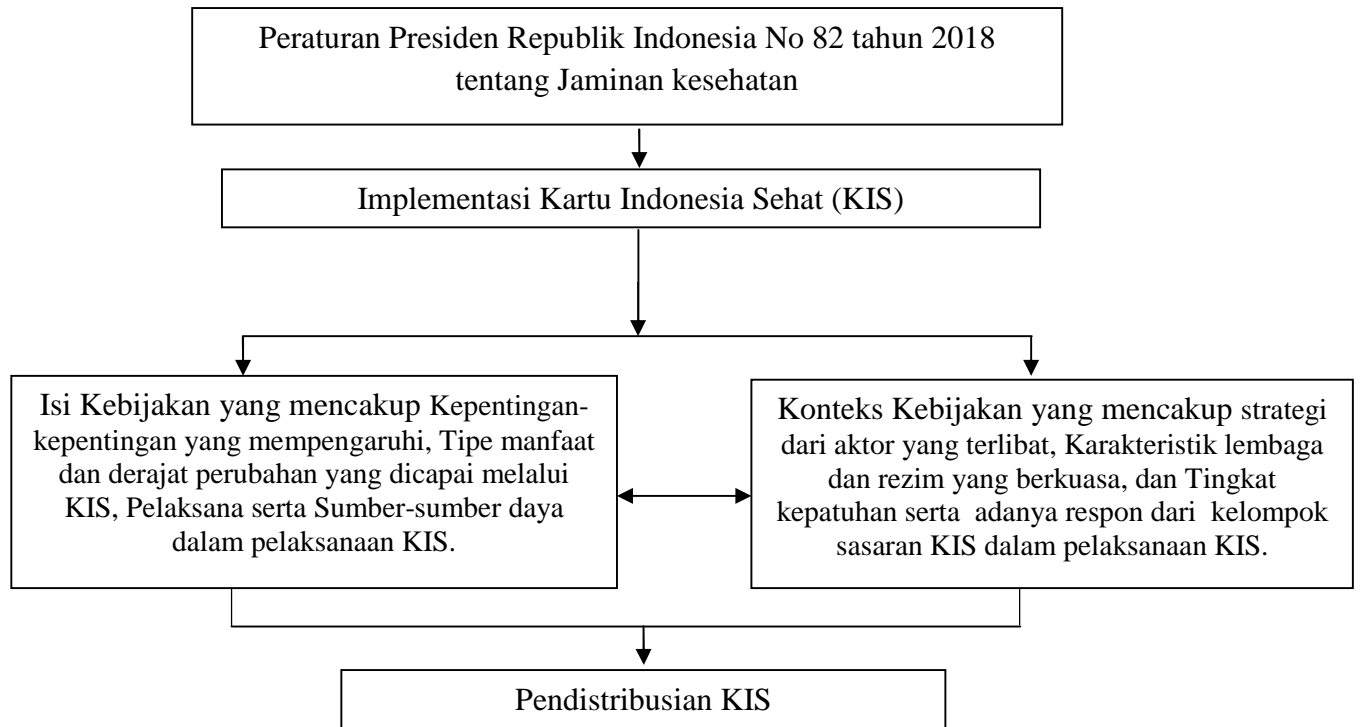 Peraturan Presiden Republik Indonesia No 82 tahun 2018
tentang Jaminan kesehatan
Implementasi Kartu Indonesia Sehat (KIS)
Isi Kebijakan yang mencakup Kepentingan-
kepentingan yang mempengaruhi, Tipe manfaat
dan derajat perubahan yang dicapai melalui
KIS, Pelaksana serta Sumber-sumber daya
dalam pelaksanaan KIS.
Konteks Kebijakan yang mencakup strategi
dari aktor yang terlibat, Karakteristik lembaga
dan rezim yang berkuasa, dan Tingkat
kepatuhan serta adanya respon dari kelompok
sasaran KIS dalam pelaksanaan KIS.
Pendistribusian KIS